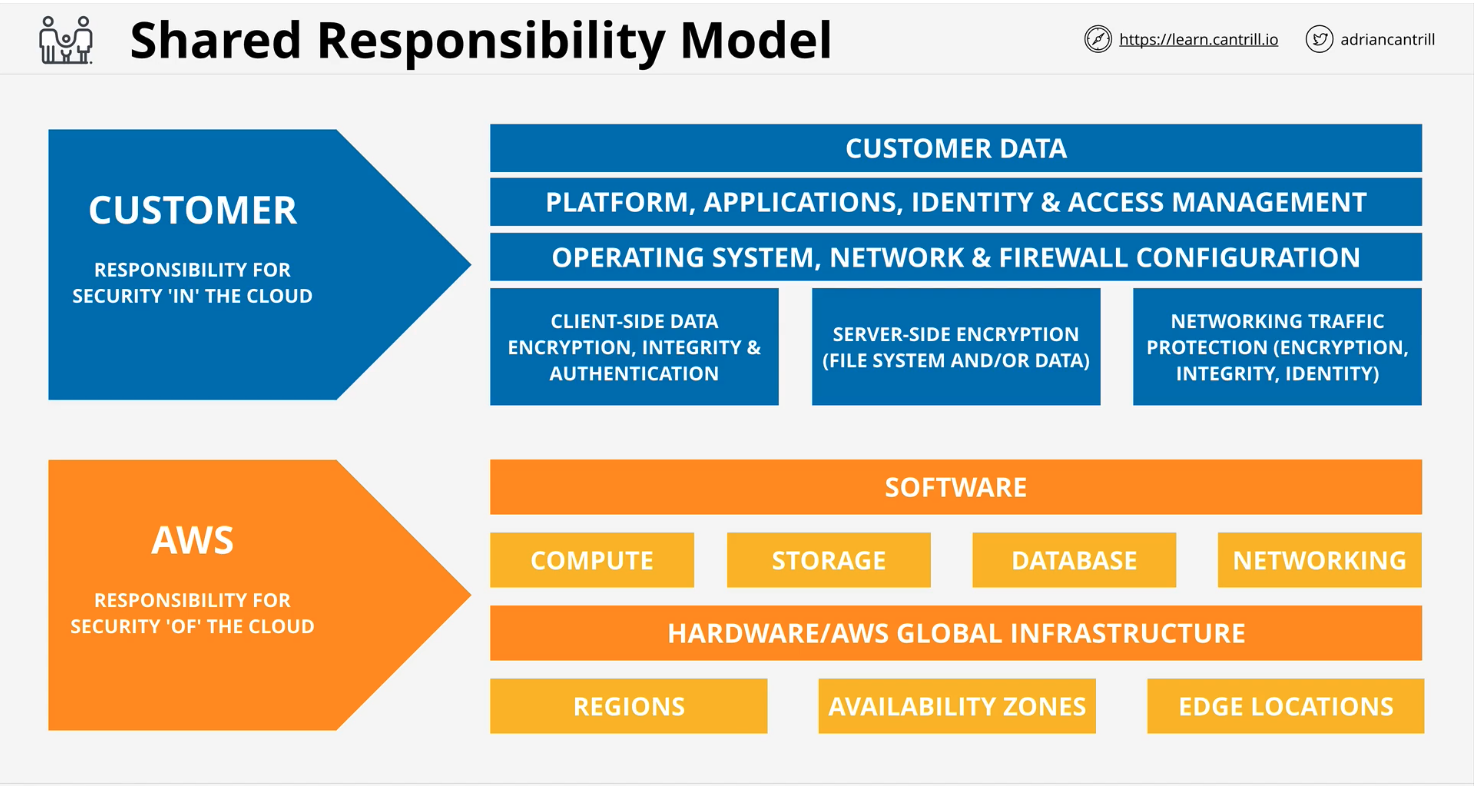 Shared Responsibility Model
https://learn.cantrill.io
adriancantrill
CUSTOMER
RESPONSIBILITY FOR
SECURITY 'IN' THE CLOUD
CUSTOMER DATA
PLATFORM, APPLICATIONS, IDENTITY & ACCESS MANAGEMENT
OPERATING SYSTEM, NETWORK & FIREWALL CONFIGURATION
CLIENT-SIDE DATA
ENCRYPTION, INTEGRITY &
AUTHENTICATION
SERVER-SIDE ENCRYPTION
(FILE SYSTEM AND/OR DATA)
NETWORKING TRAFFIC
PROTECTION (ENCRYPTION,
INTEGRITY, IDENTITY)
AWS
RESPONSIBILITY FOR
SECURITY 'OF' THE CLOUD
SOFTWARE
COMPUTE
STORAGE
DATABASE
NETWORKING
HARDWARE/AWS GLOBAL INFRASTRUCTURE
REGIONS
AVAILABILITY ZONES
EDGE LOCATIONS